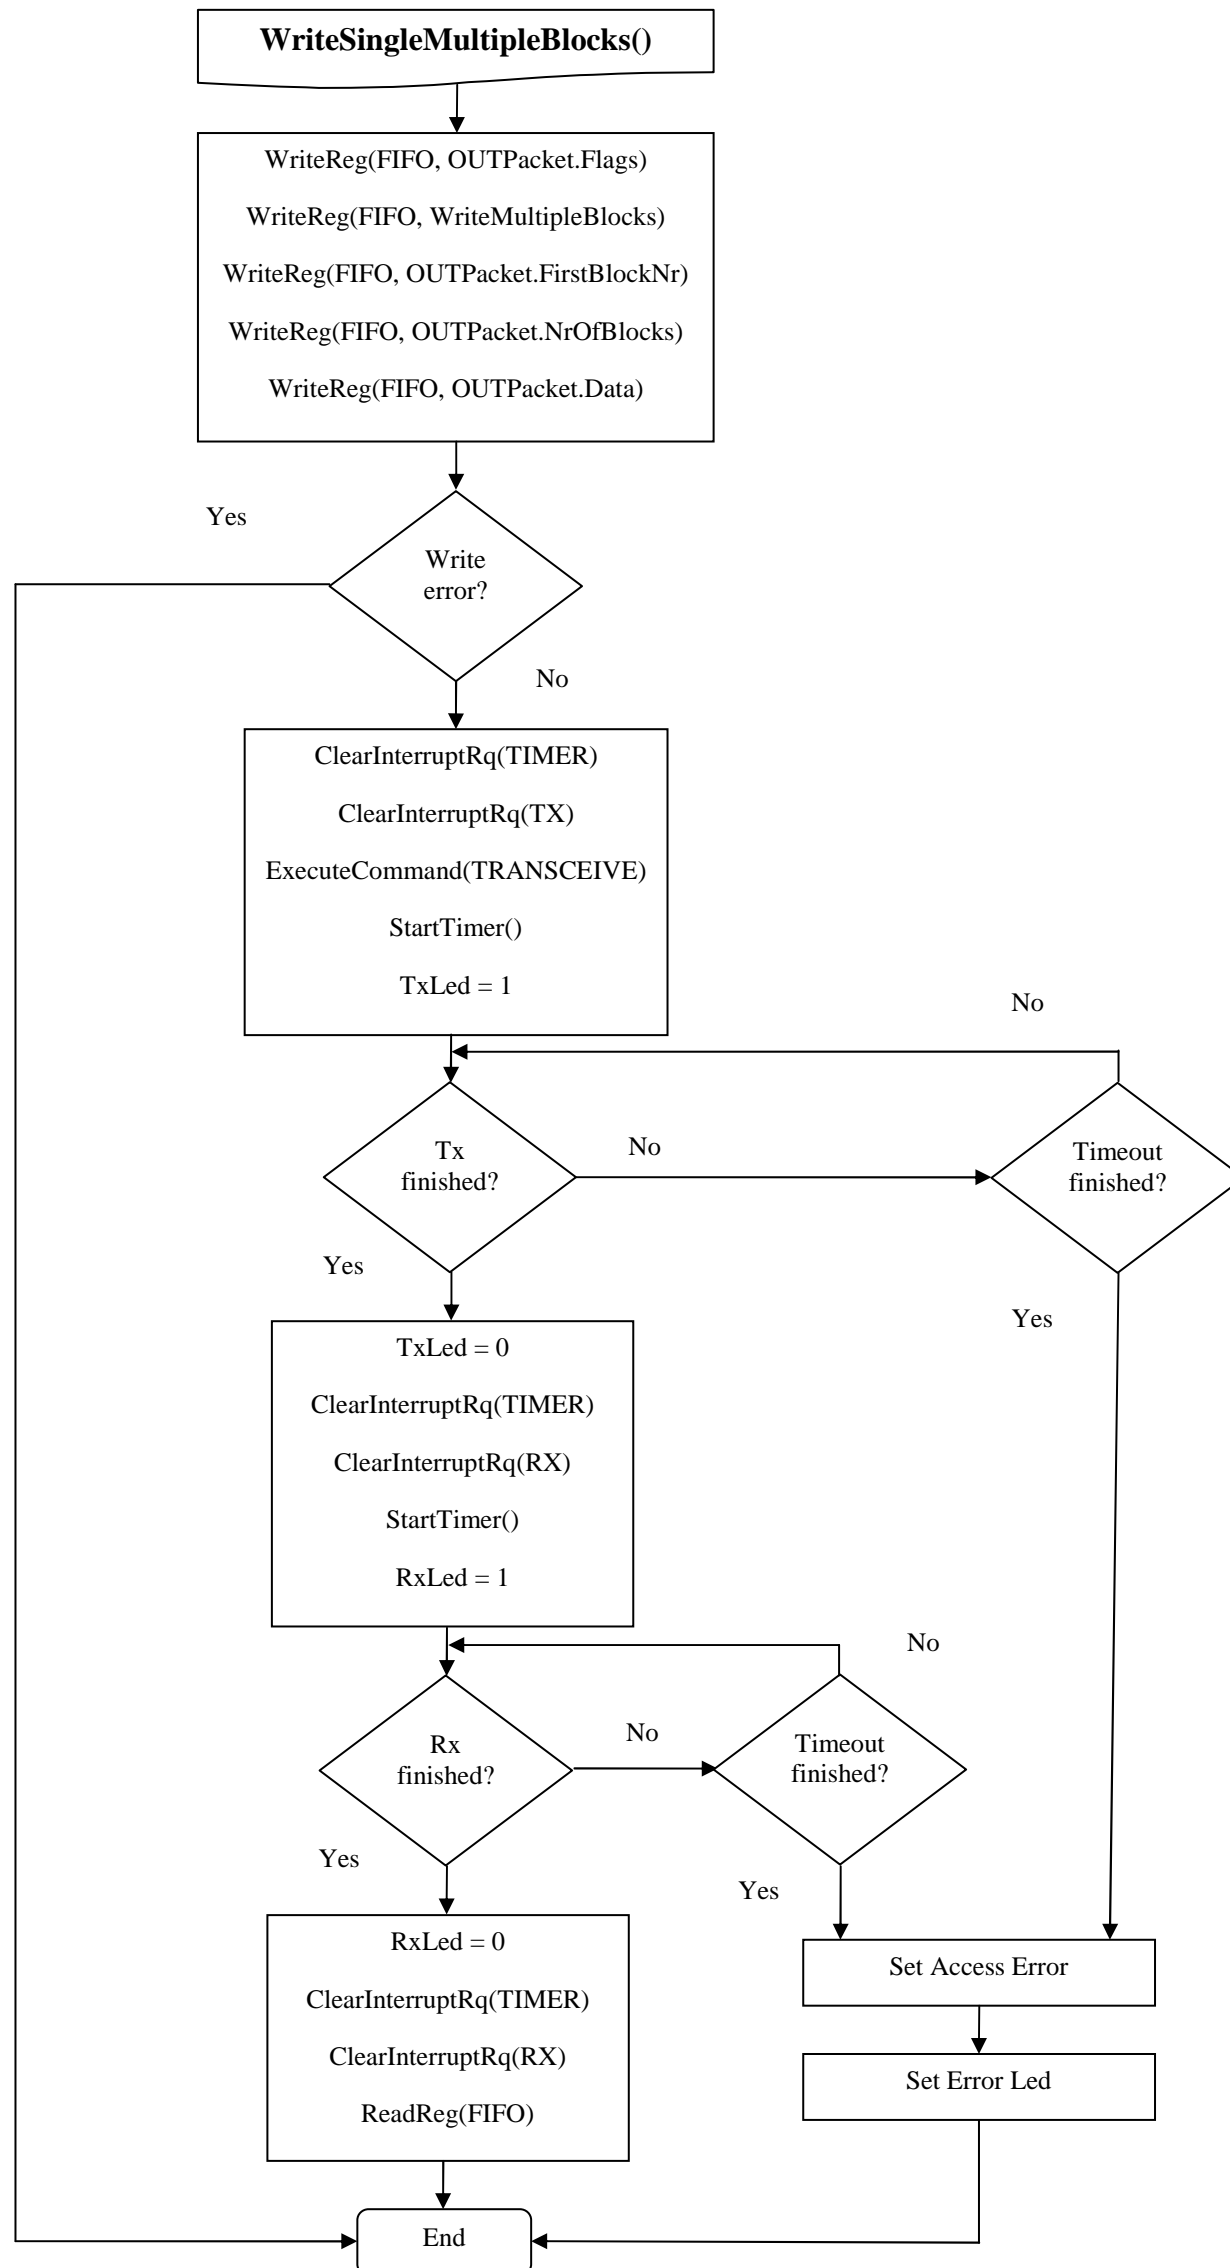 WriteSingleMultipleBlocks()
WriteReg(FIFO, OUTPacket.Flags)
WriteReg(FIFO, WriteMultipleBlocks)
WriteReg(FIFO, OUTPacket.FirstBlockNr)
WriteReg(FIFO, OUTPacket.NrOfBlocks)
WriteReg(FIFO, OUTPacket.Data)
Yes
Write
error?
No
ClearInterruptRq(TIMER)
ClearInterruptRq(TX)
ExecuteCommand(TRANSCEIVE)
StartTimer()
TxLed = 1
No
Tx
finished?
No
Timeout
finished?
Yes
Yes
TxLed = 0
ClearInterruptRq(TIMER)
ClearInterruptRq(RX)
StartTimer()
RxLed = 1
No
Rx
finished?
No
Timeout
finished?
Yes
Yes
RxLed = 0
ClearInterruptRq(TIMER)
ClearInterruptRq(RX)
ReadReg(FIFO)
Set Access Error
Set Error Led
End